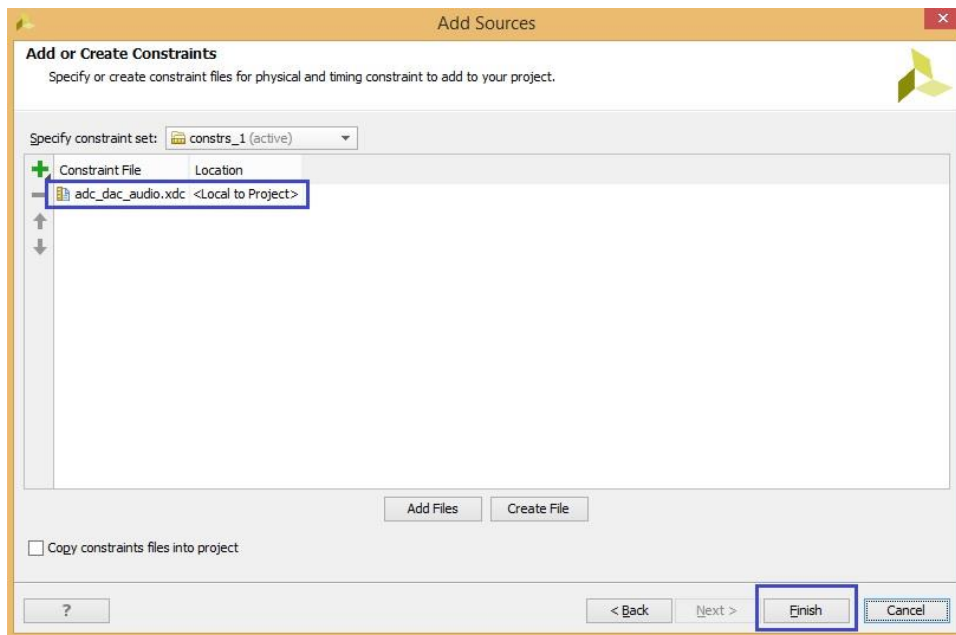 Add Sources
Add or Create Constraints
Specify or create constraint files for physical and timing constraint to add to your project.
Specify constraint set: constrs_1 (active)
Constraint File Location
adc_dac_audio.xdc <Local to Project>
Add Files Create File
Copy constraints files into project
? < Back Next > Finish Cancel